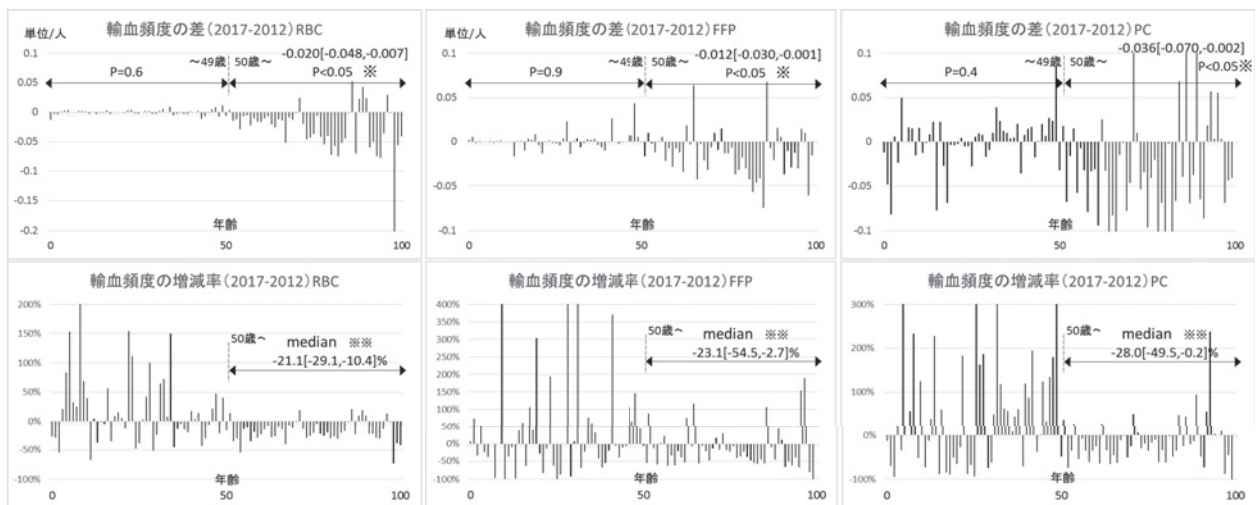 輸血頻度の差(2017-2012)RBC
単位/人
-0.020[-0.048,-0.007]
～49歳
50歳～
P=0.6
P<0.05 ※
0.1
0.05
0
-0.05
-0.1
-0.15
-0.2
年齢
0
50
100
輸血頻度の差(2017-2012)FFP
単位/人
-0.012[-0.030,-0.001]
～49歳
50歳～
P=0.9
P<0.05 ※
0.1
0.05
0
-0.05
-0.1
年齢
0
50
100
輸血頻度の差(2017-2012)PC
-0.036[-0.070,-0.002]
～49歳
50歳～
P=0.4
P<0.05※
0.1
0.05
0
-0.05
-0.1
年齢
0
50
100
輸血頻度の増減率(2017-2012)RBC
50歳～
median ※※
-21.1[-29.1,-10.4]%
200%
150%
100%
50%
0%
-50%
-100%
年齢
0
50
100
輸血頻度の増減率(2017-2012)FFP
50歳～
median ※※
-23.1[-54.5,-2.7]%
400%
350%
300%
250%
200%
150%
100%
50%
0%
-50%
-100%
年齢
0
50
100
輸血頻度の増減率(2017-2012)PC
50歳～
median ※※
-28.0[-49.5,-0.2]%
300%
200%
100%
0%
-100%
年齢
0
50
100